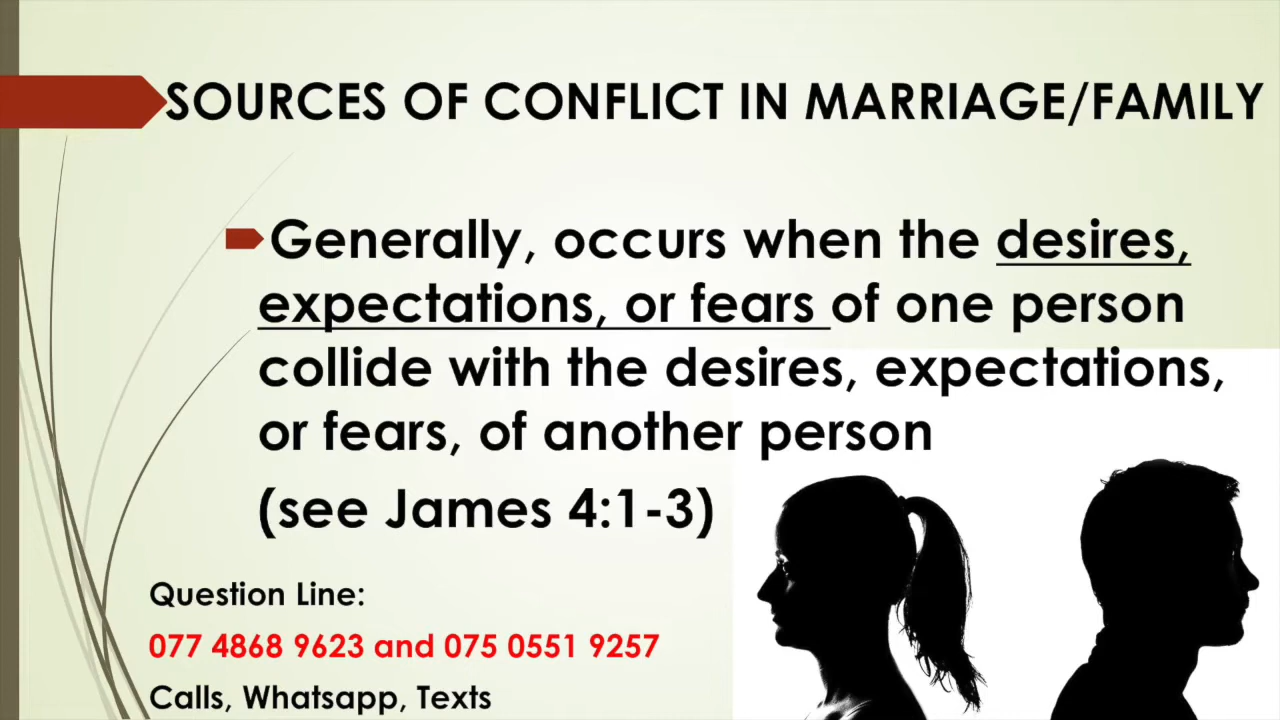 SOURCES OF CONFLICT IN MARRIAGE/FAMILY
Generally, occurs when the desires,
expectations, or fears of one person
collide with the desires, expectations,
or fears, of another person
(see James 4:1-3)
Question Line:
077 4868 9623 and 075 0551 9257
Calls, Whatsapp, Texts